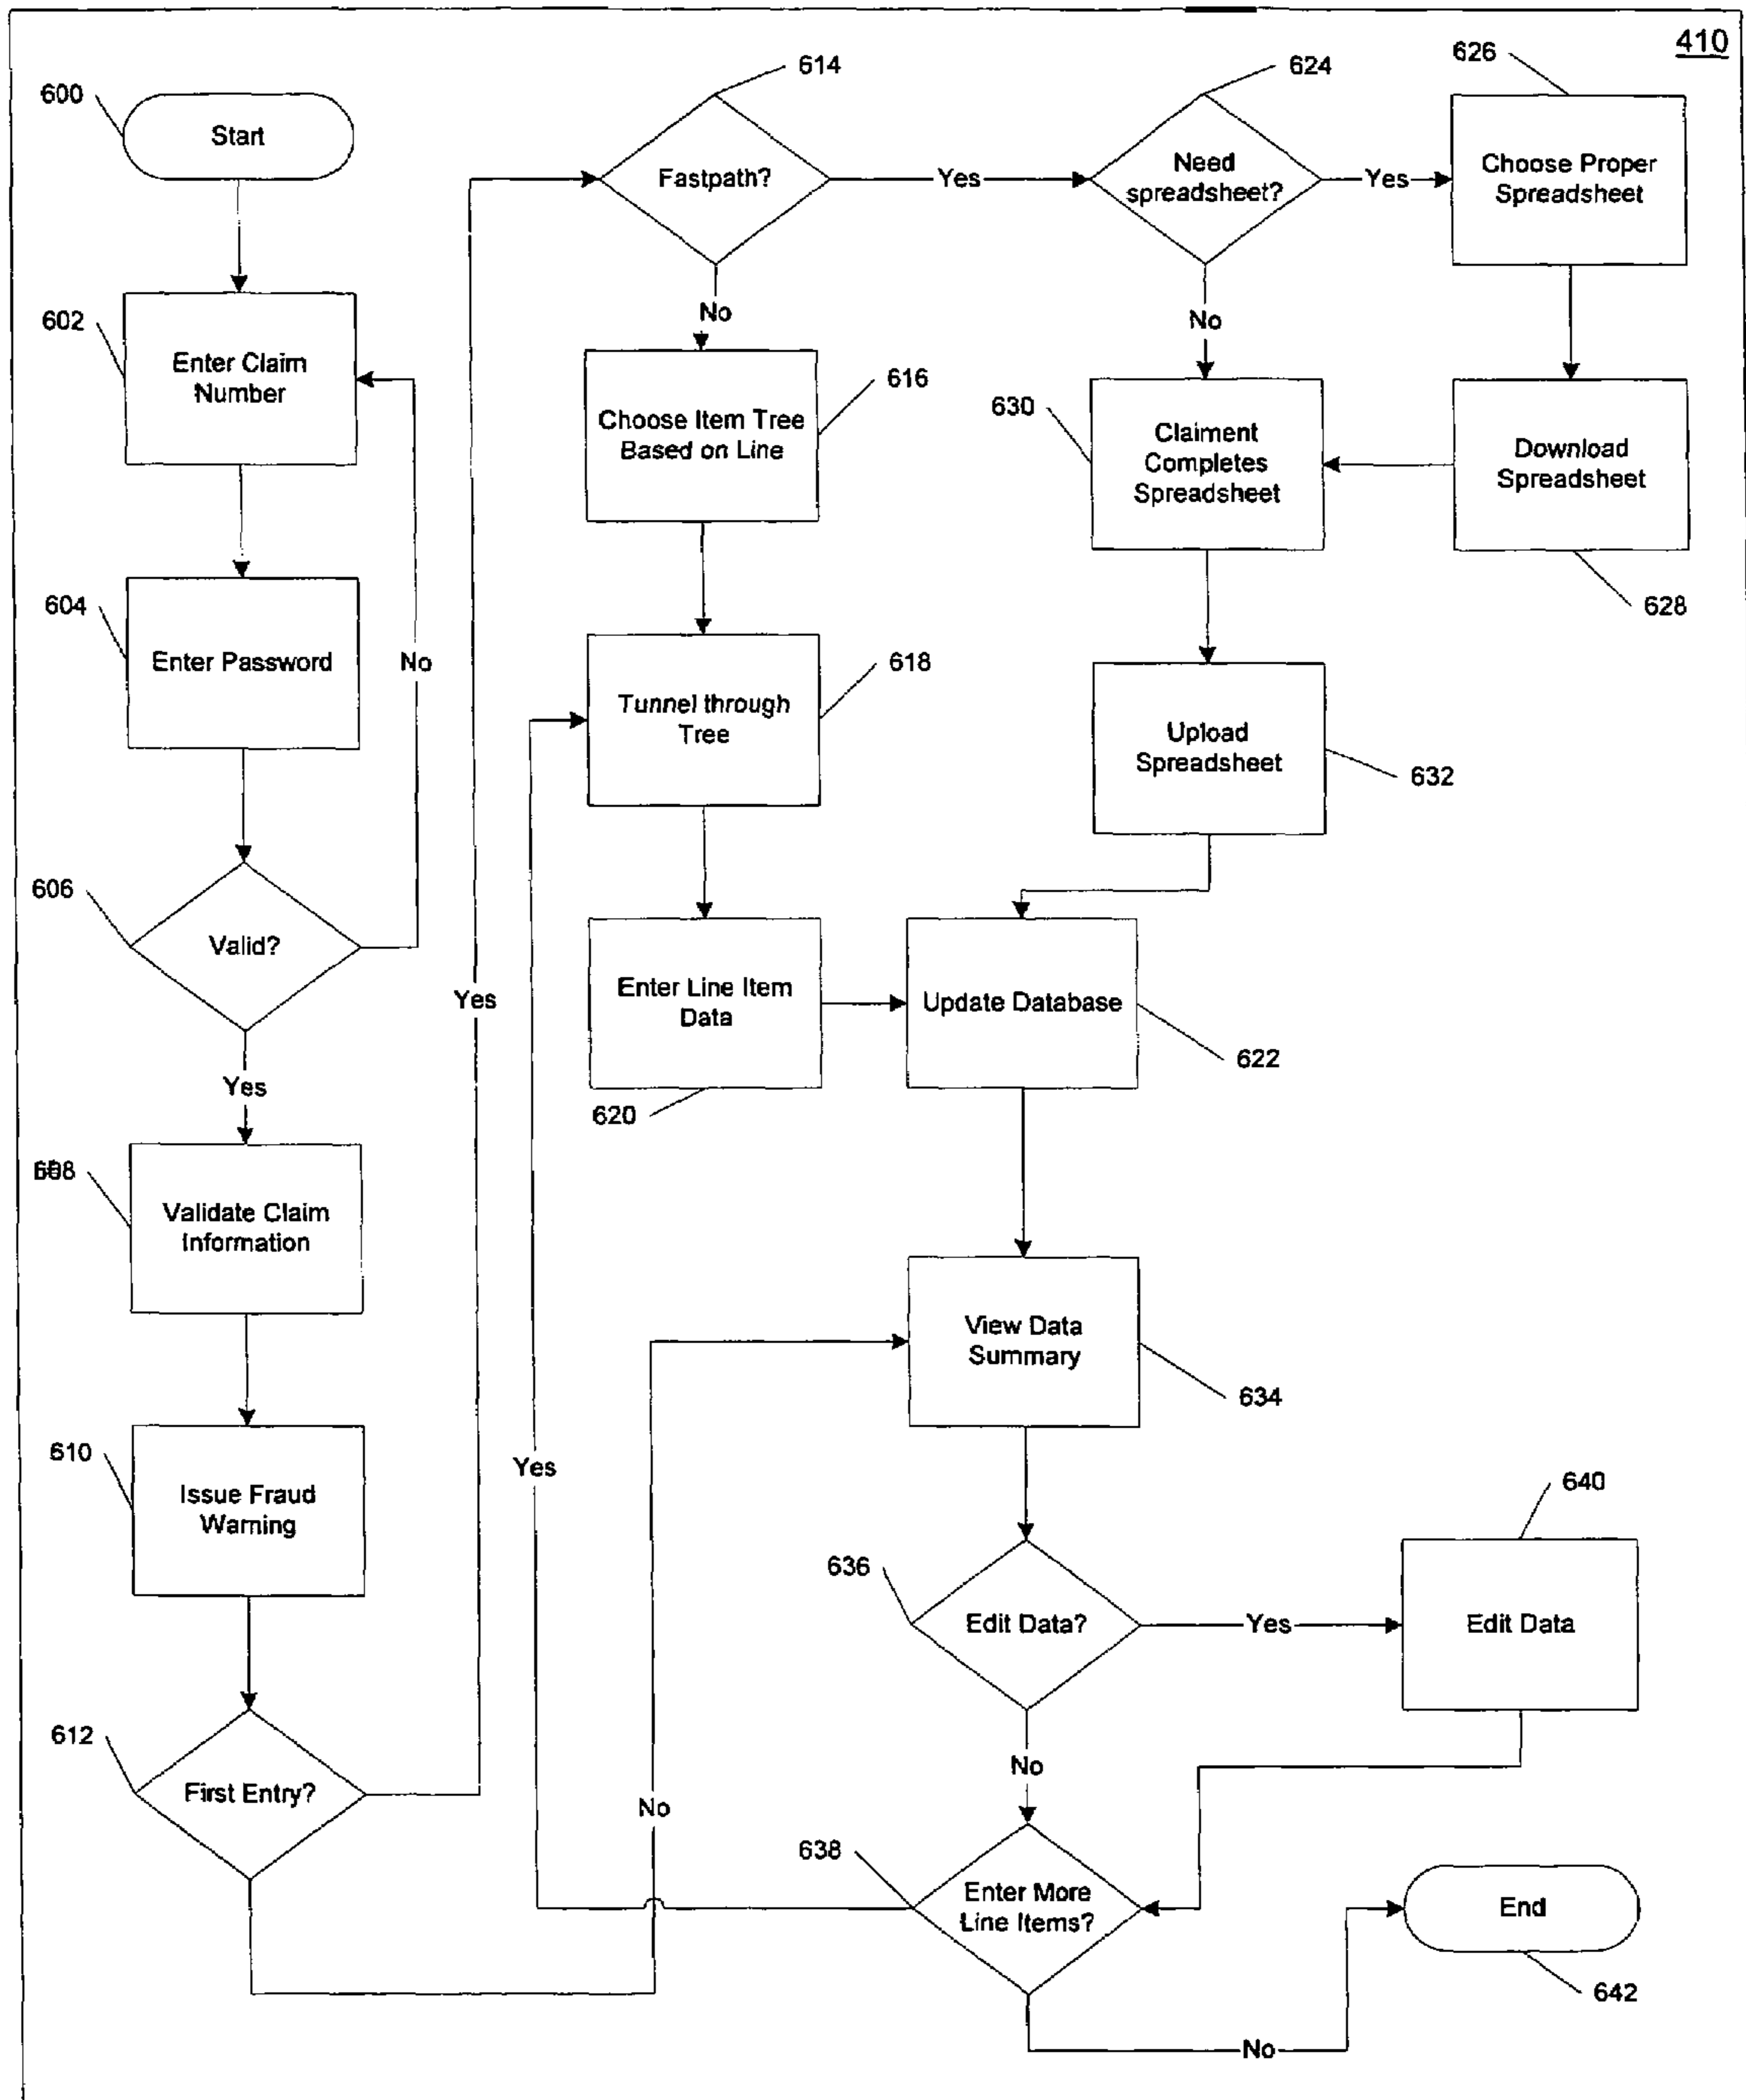 410
600
Start
602
Enter Claim
Number
604
Enter Password
No
606
Valid?
Yes
Validate Claim
Information
610
Issue Fraud
Warning
612
First Entry?
Yes
No
614
Fastpath?
Yes
No
616
Choose Item Tree
Based on Line
618
Tunnel through
Tree
Enter Line Item
Data
620
Yes
624
Need
spreadsheet?
Yes
No
626
Choose Proper
Spreadsheet
Download
Spreadsheet
628
630
Claiment
Completes
Spreadsheet
Upload
Spreadsheet
632
Update Database
622
View Data
Summary
634
636
Edit Data?
Yes
No
640
Edit Data
638
Enter More
Line Items?
No
End
642